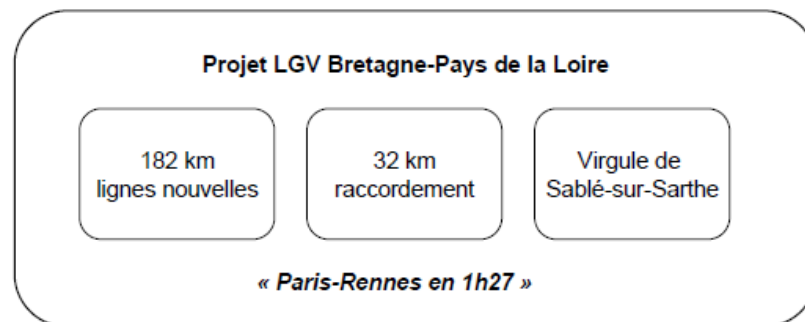 Projet LGV Bretagne-Pays de la Loire
182 km
lignes nouvelles
32 km
raccordement
Virgule de
Sablé-sur-Sarthe
« Paris-Rennes en 1h27 »